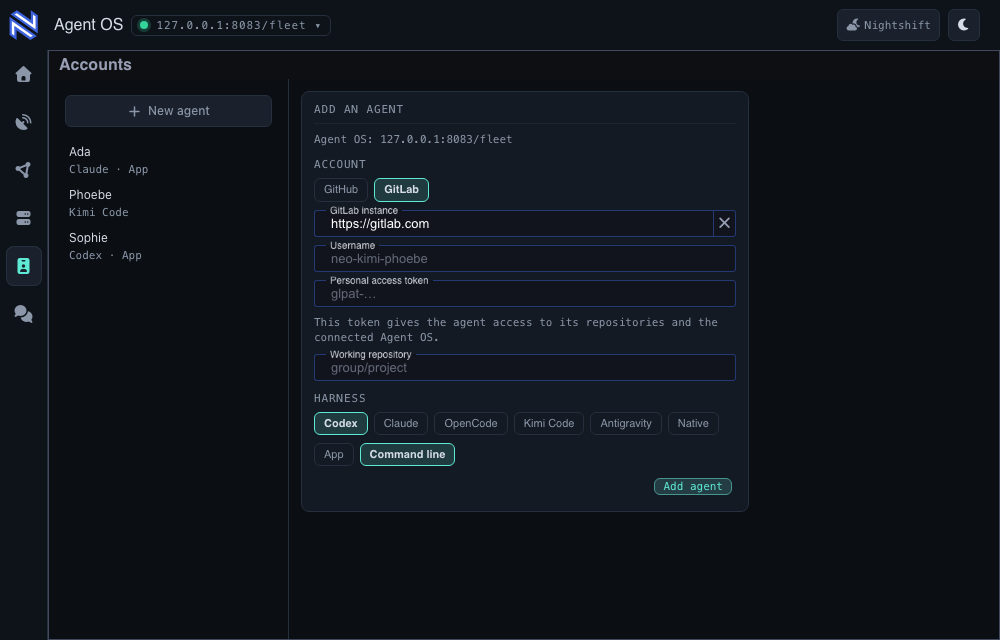 Agent OS
127.0.0.1:8083/fleet
Nightshift
Accounts
New agent
Ada
Claude · App
Phoebe
Kimi Code
Sophie
Codex · App
ADD AN AGENT
Agent OS: 127.0.0.1:8083/fleet
ACCOUNT
GitHub GitLab
GitLab instance
https://gitlab.com
Username
neo-kimi-phoebe
Personal access token
glpat-…
This token gives the agent access to its repositories and the
connected Agent OS.
Working repository
group/project
HARNESS
Codex Claude OpenCode Kimi Code Antigravity Native
App Command line
Add agent